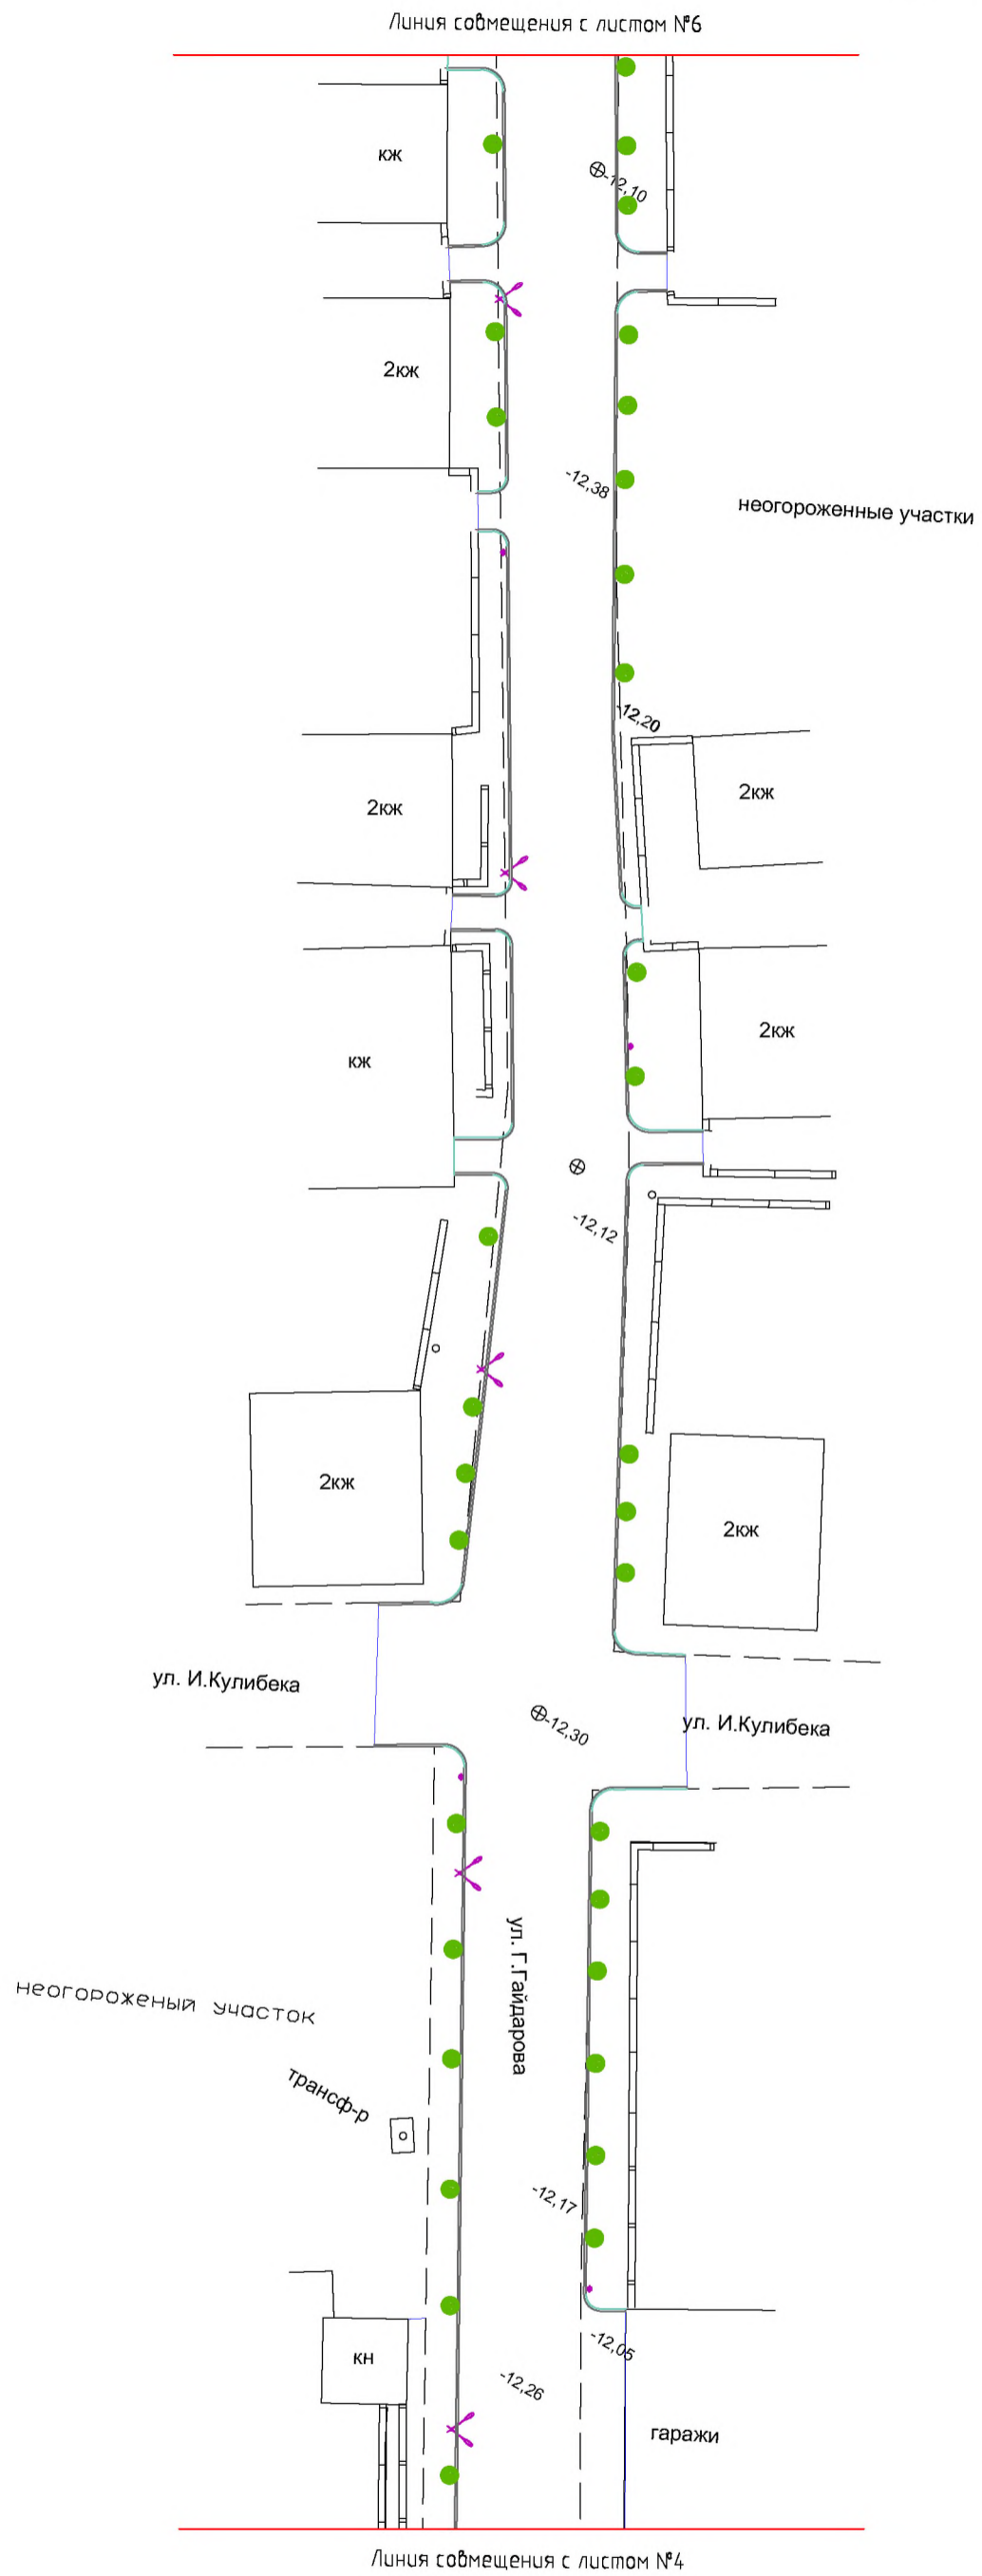 Линия совмещения с листом №6
кж
-12,10
2кж
-12,38
неогороженные участки
-12,20
2кж
2кж
2кж
кж
-12,12
2кж
2кж
ул. И.Кулибека
-12,30
ул. И.Кулибека
ул. Г.Гайдарова
неогороженый участок
трансф-р
-12,17
-12,05
кн
-12,26
гаражи
Линия совмещения с листом №4